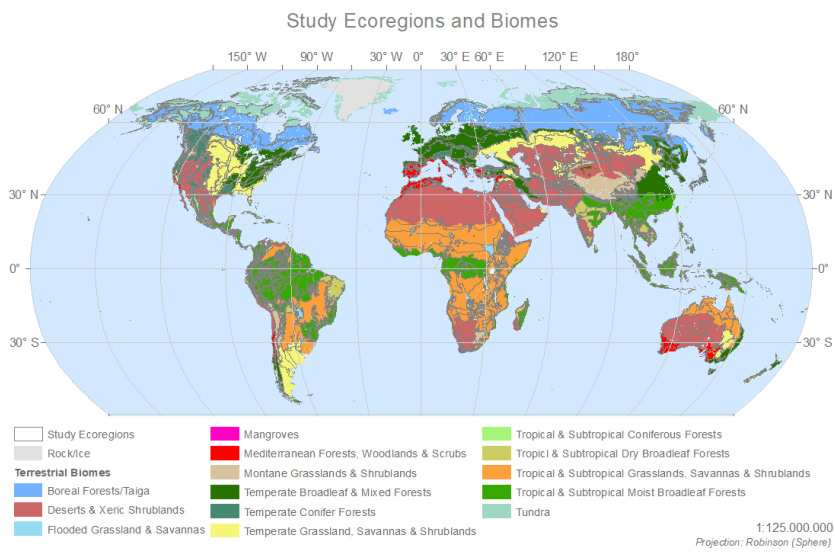 Study Ecoregions and Biomes
150° W 90° W 30° W 0° 30° E 60° E 120° E 180°
60° N 60° N
30° N 30° N
0° 0°
30° S 30° S
Study Ecoregions
Rock/Ice
Terrestrial Biomes
Boreal Forests/Taiga
Deserts & Xeric Shrublands
Flooded Grassland & Savannas
Mangroves
Mediterranean Forests, Woodlands & Scrubs
Montane Grasslands & Shrublands
Temperate Broadleaf & Mixed Forests
Temperate Conifer Forests
Temperate Grassland, Savannas & Shrublands
Tropical & Subtropical Coniferous Forests
Tropicl & Subtropical Dry Broadleaf Forests
Tropical & Subtropical Grasslands, Savannas & Shrublands
Tropical & Subtropical Moist Broadleaf Forests
Tundra
1:125.000.000
Projection: Robinson (Sphere)